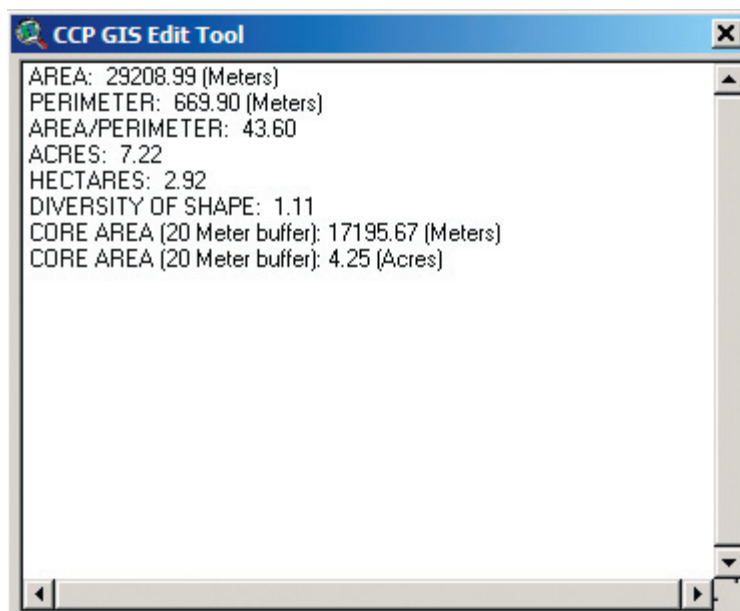 CCP GIS Edit Tool
AREA:  29208.99 (Meters)
PERIMETER:  669.90 (Meters)
AREA/PERIMETER:  43.60
ACRES:  7.22
HECTARES:  2.92
DIVERSITY OF SHAPE:  1.11
CORE AREA (20 Meter buffer): 17195.67 (Meters)
CORE AREA (20 Meter buffer): 4.25 (Acres)